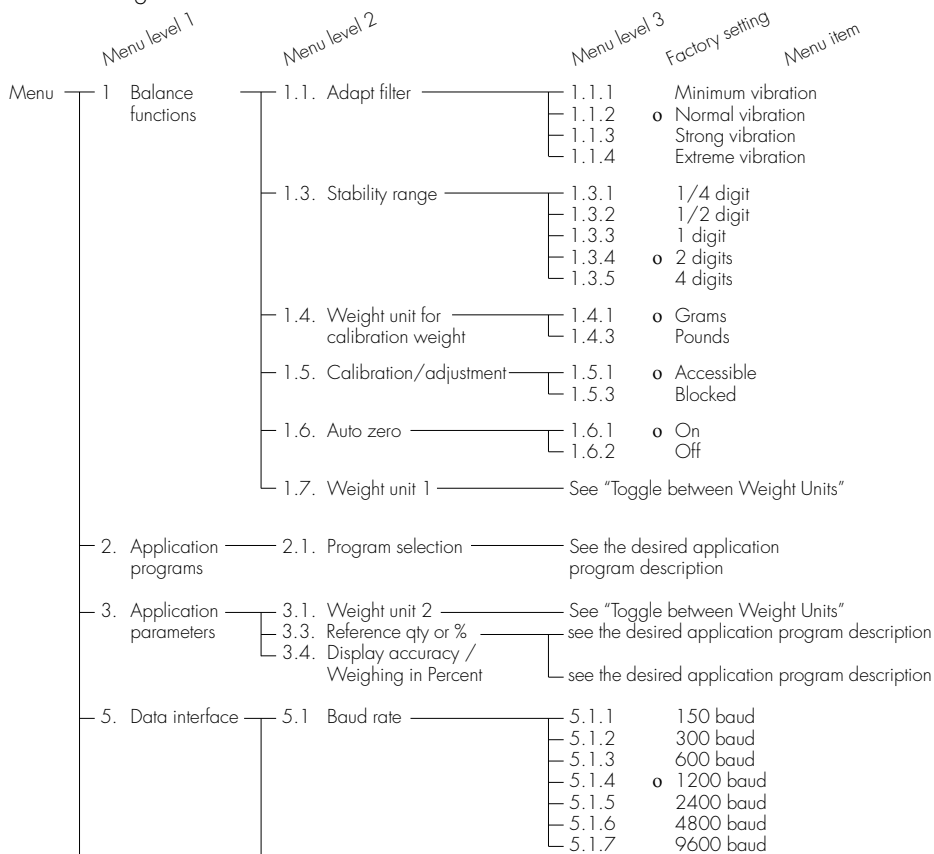 Menu level 1 Menu level 2 Menu level 3 Factory setting Menu item
Menu 1 Balance 1.1. Adapt filter 1.1.1 Minimum vibration
functions 1.1.2 o Normal vibration
1.1.3 Strong vibration
1.1.4 Extreme vibration
1.3. Stability range 1.3.1 1/4 digit
1.3.2 1/2 digit
1.3.3 1 digit
1.3.4 o 2 digits
1.3.5 4 digits
1.4. Weight unit for 1.4.1 o Grams
calibration weight 1.4.3 Pounds
1.5. Calibration/adjustment 1.5.1 o Accessible
1.5.3 Blocked
1.6. Auto zero 1.6.1 o On
1.6.2 Off
1.7. Weight unit 1 See “Toggle between Weight Units”
2. Application 2.1. Program selection See the desired application
programs program description
3. Application 3.1. Weight unit 2 See “Toggle between Weight Units”
parameters 3.3. Reference qty or % see the desired application program description
3.4. Display accuracy /
Weighing in Percent see the desired application program description
5. Data interface 5.1 Baud rate 5.1.1 150 baud
5.1.2 300 baud
5.1.3 600 baud
5.1.4 o 1200 baud
5.1.5 2400 baud
5.1.6 4800 baud
5.1.7 9600 baud